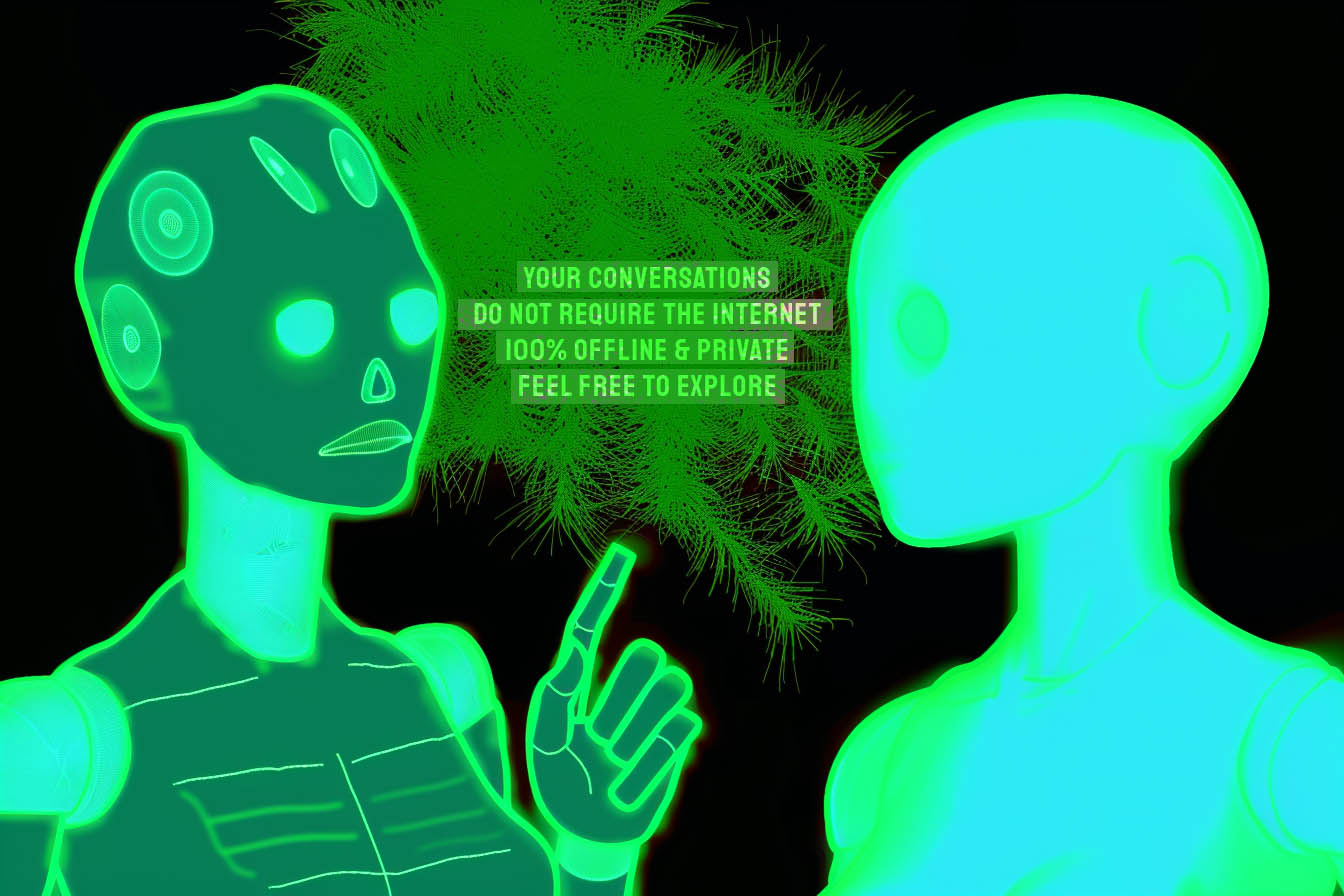 YOUR CONVERSATIONS
DO NOT REQUIRE THE INTERNET
100% OFFLINE & PRIVATE
FEEL FREE TO EXPLORE